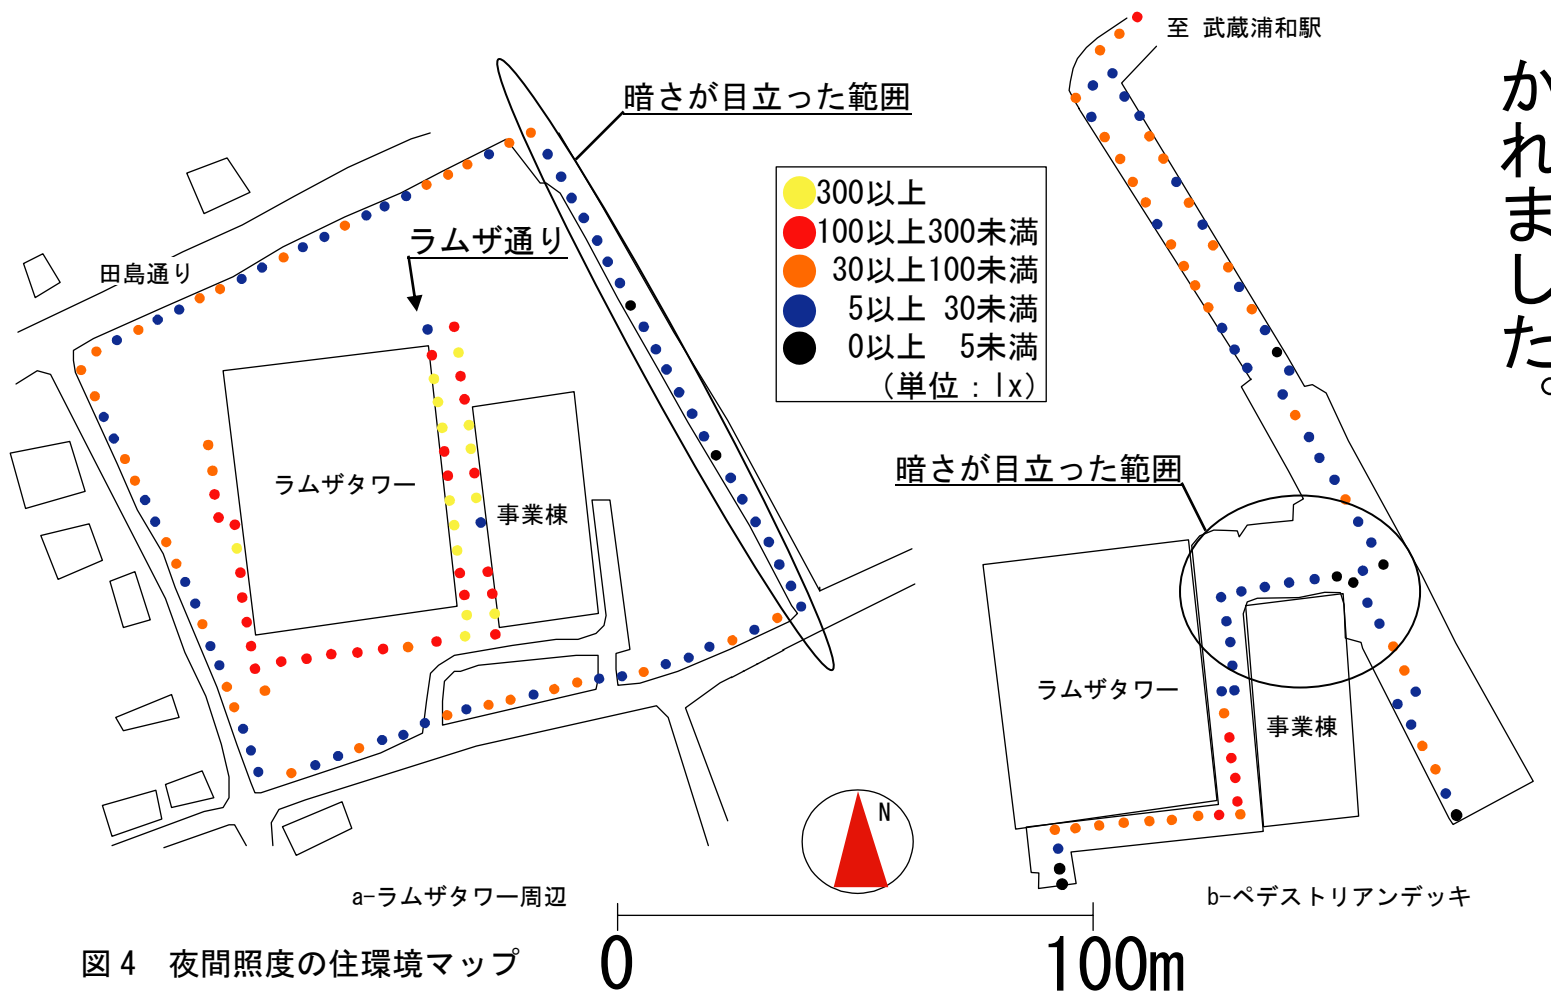 至 武蔵浦和駅
かれました。
暗さが目立った範囲
300以上
100以上300未満
30以上100未満
5以上 30未満
0以上 5未満
(単位:lx)
ラムザ通り
田島通り
ラムザタワー
事業棟
暗さが目立った範囲
ラムザタワー
事業棟
N
a-ラムザタワー周辺
b-ペデストリアンデッキ
図4 夜間照度の住環境マップ
0 100m